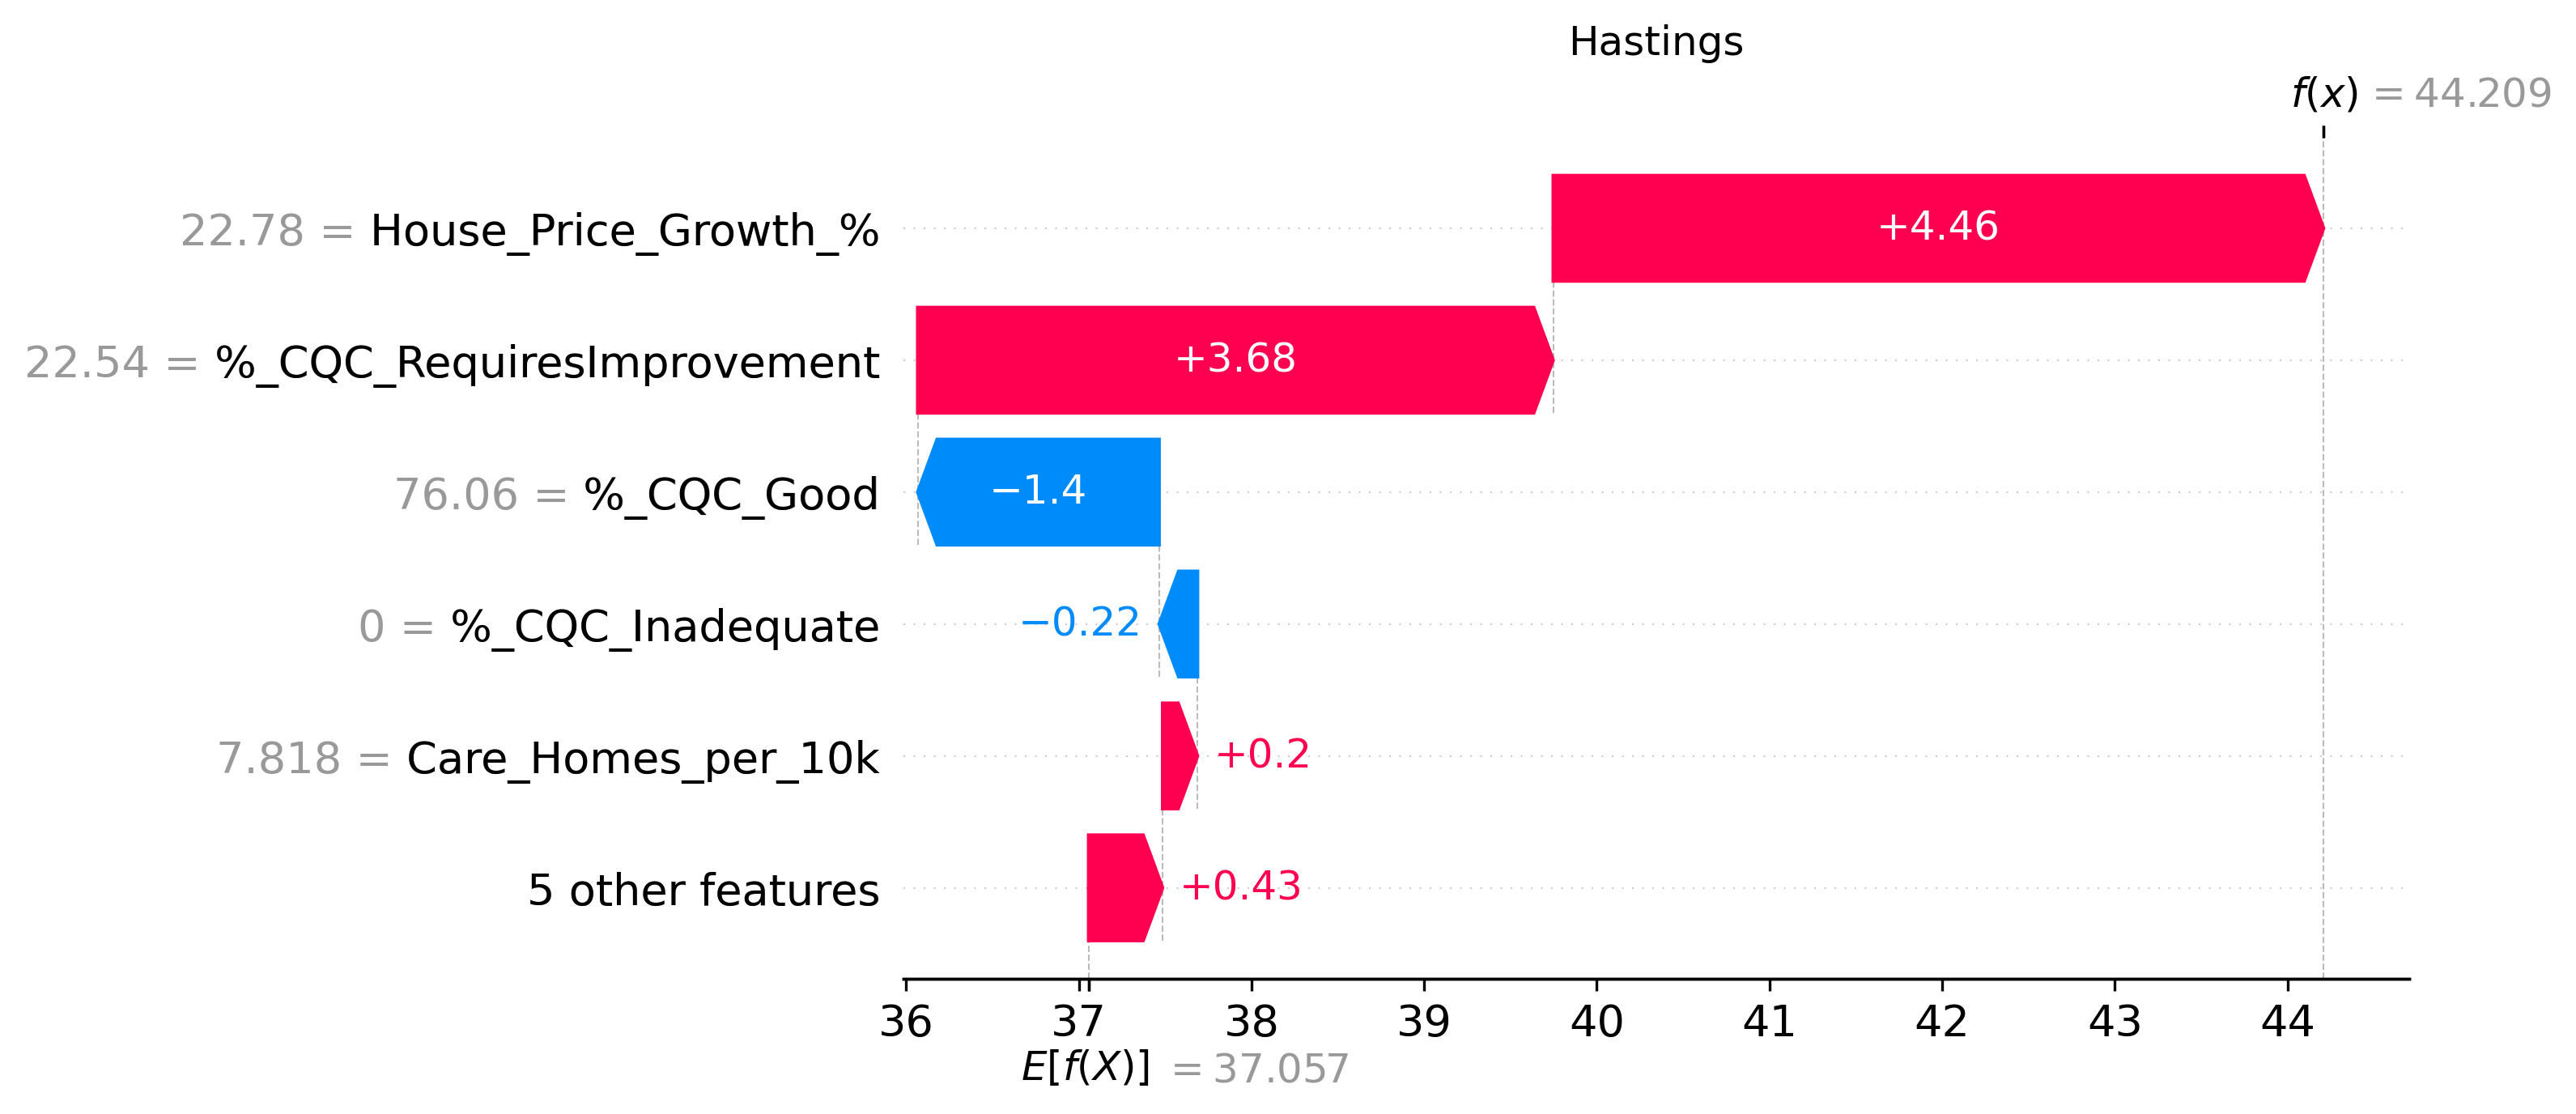 Hastings
f(x) = 44.209
22.78 = House_Price_Growth_%
+4.46
22.54 = %_CQC_RequiresImprovement
+3.68
76.06 = %_CQC_Good
−1.4
0 = %_CQC_Inadequate
−0.22
7.818 = Care_Homes_per_10k
+0.2
5 other features
+0.43
36 37 38 39 40 41 42 43 44
E[f(X)] = 37.057